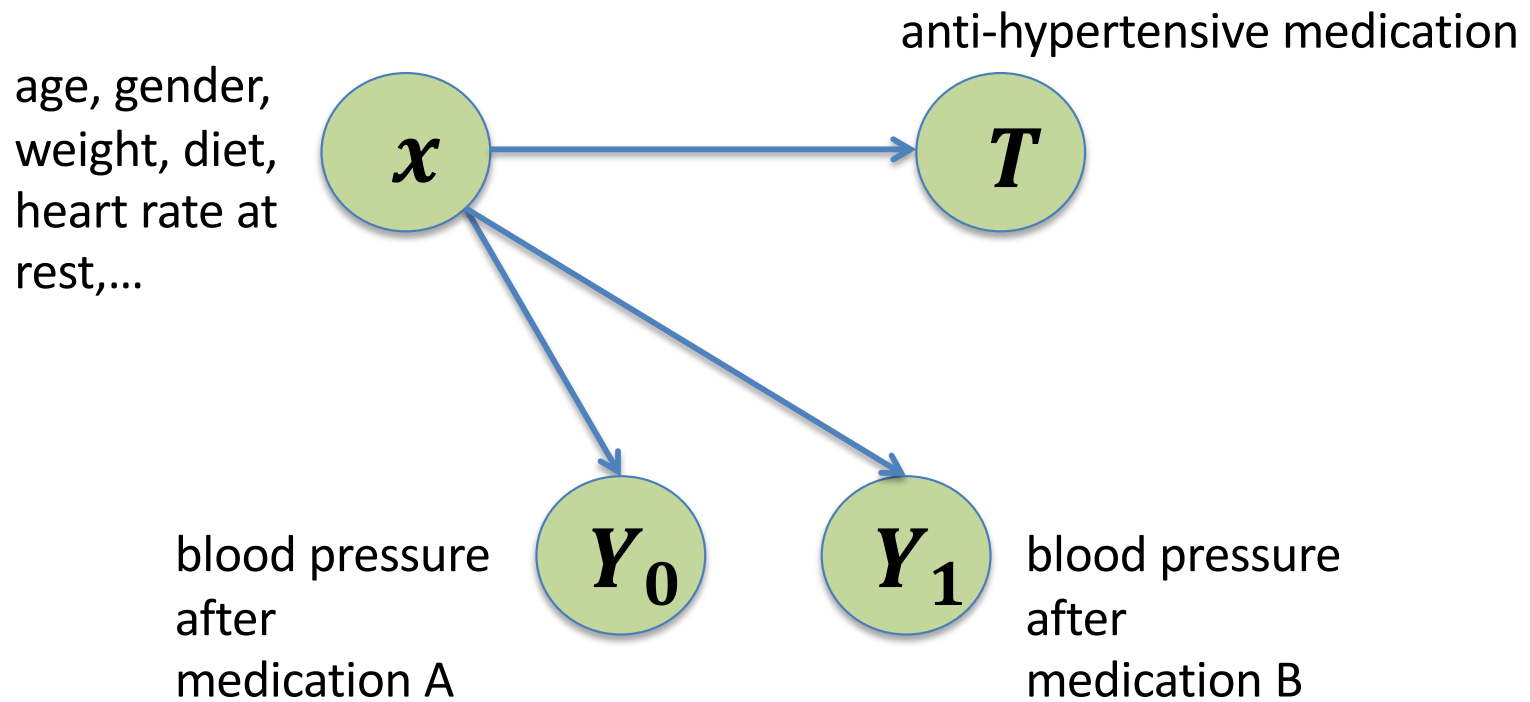 anti-hypertensive medication
age, gender,
weight, diet,
heart rate at
rest,...
x
T
Y0
Y1
blood pressure
after
medication A
blood pressure
after
medication B